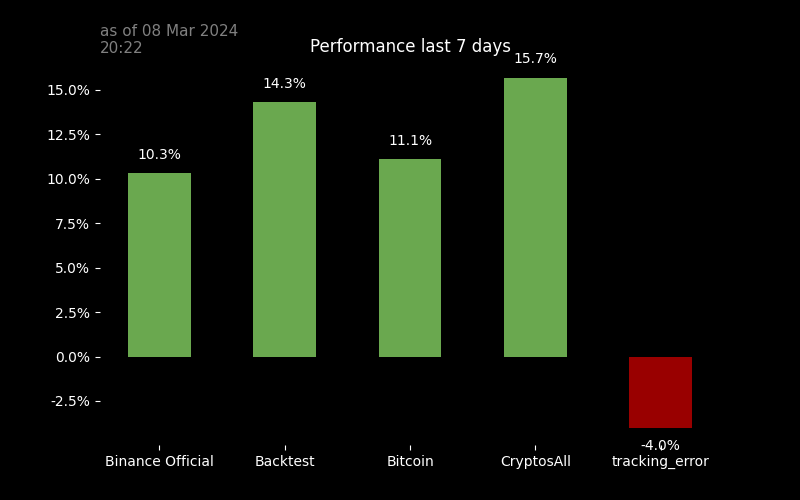 as of 08 Mar 2024
20:22
Performance last 7 days
15.7%
14.3%
11.1%
10.3%
15.0%
12.5%
10.0%
7.5%
5.0%
2.5%
0.0%
-2.5%
-4.0%
Binance Official
Backtest
Bitcoin
CryptosAll
tracking_error